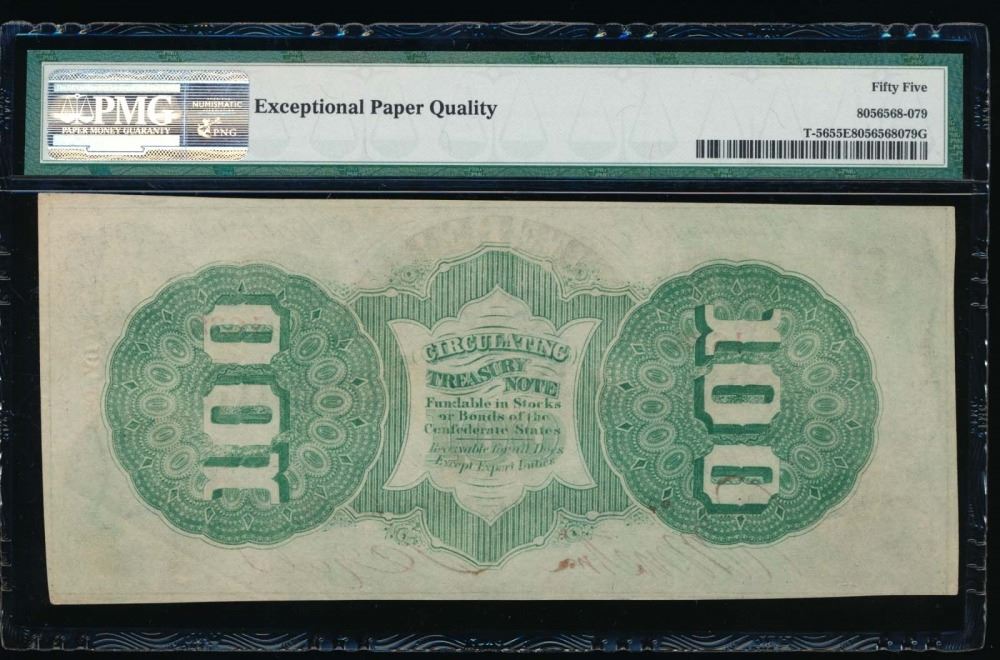 PMG
PAPER MONEY GUARANTY
NUMISMATIC
PNG
Exceptional Paper Quality
Fifty Five
8056568-079
T-5655E8056568079G
100
CIRCULATING
TREASURY
NOTE
Fundable in Stocks
or Bonds of the
Confederate States
Receivable for all Dues
Except Export Duties
100